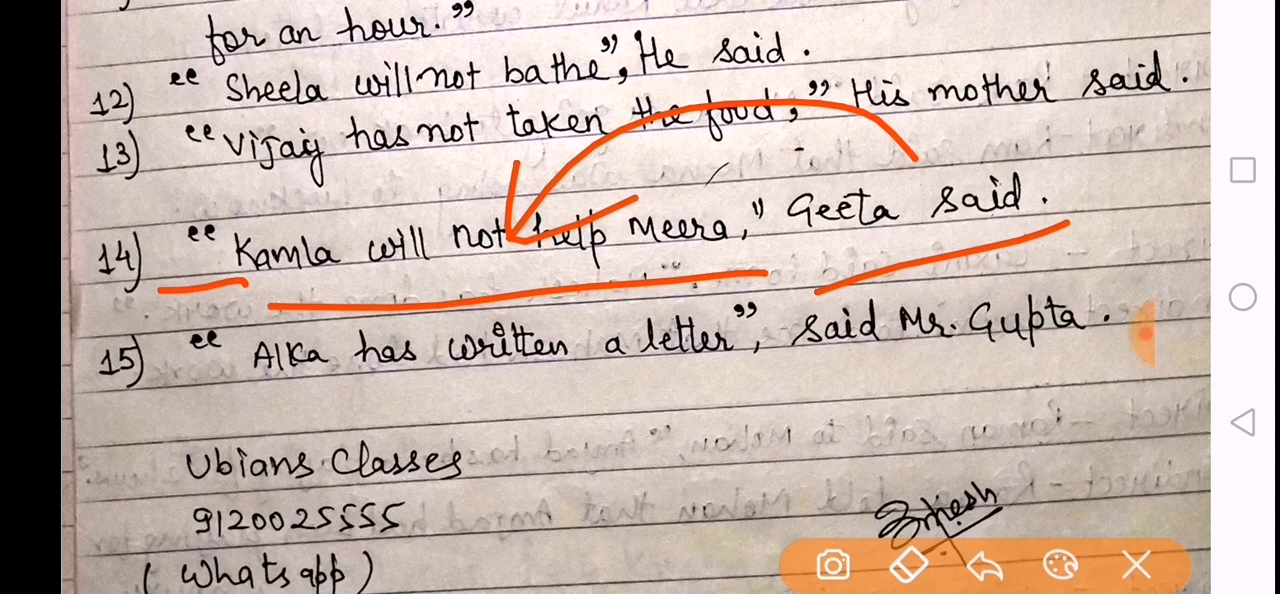 for an hour.”
12) “ Sheela will not bathe”, He said.
13) “ Vijay has not taken the food,” His mother said.
14) “ Kamla will not help Meera,” Geeta said.
15) “ Alka has written a letter”, said Mr. Gupta.
Ubians Classes
9120025555
(Whatsapp)